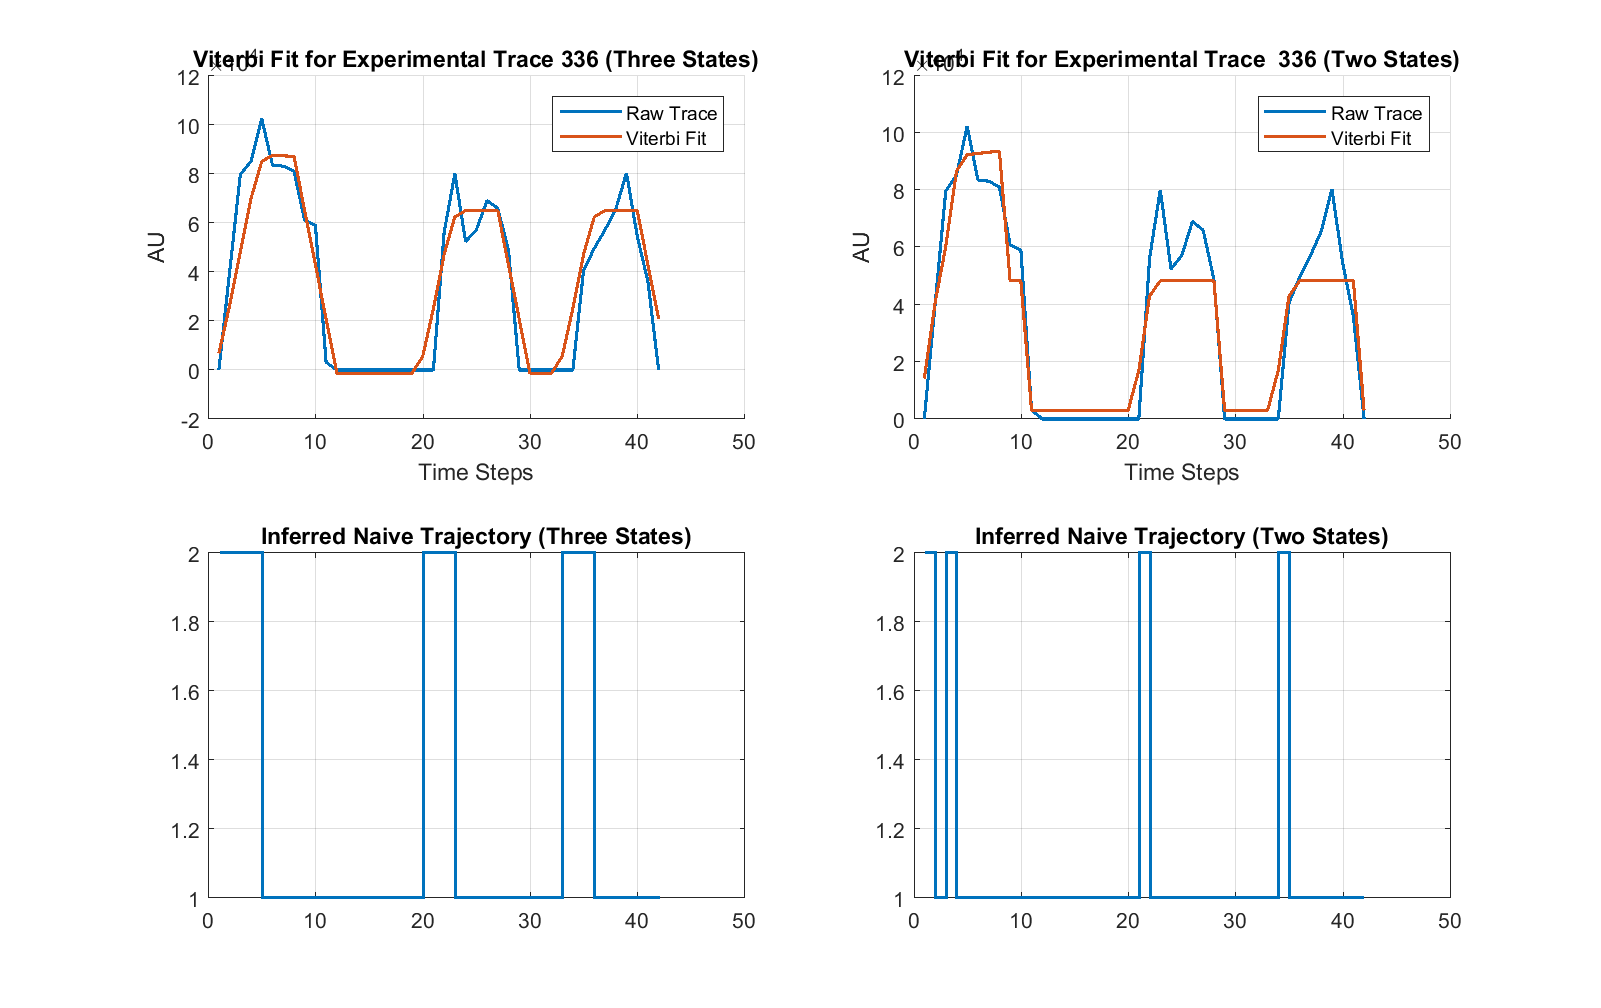 Viterbi Fit for Experimental Trace 336 (Three States)
×10⁴
12
10
8
6
4
2
0
-2
AU
Raw Trace
Viterbi Fit
0 10 20 30 40 50
Time Steps
Viterbi Fit for Experimental Trace  336 (Two States)
×10⁴
12
10
8
6
4
2
0
AU
Raw Trace
Viterbi Fit
0 10 20 30 40 50
Time Steps
Inferred Naive Trajectory (Three States)
2
1.8
1.6
1.4
1.2
1
0 10 20 30 40 50
Inferred Naive Trajectory (Two States)
2
1.8
1.6
1.4
1.2
1
0 10 20 30 40 50